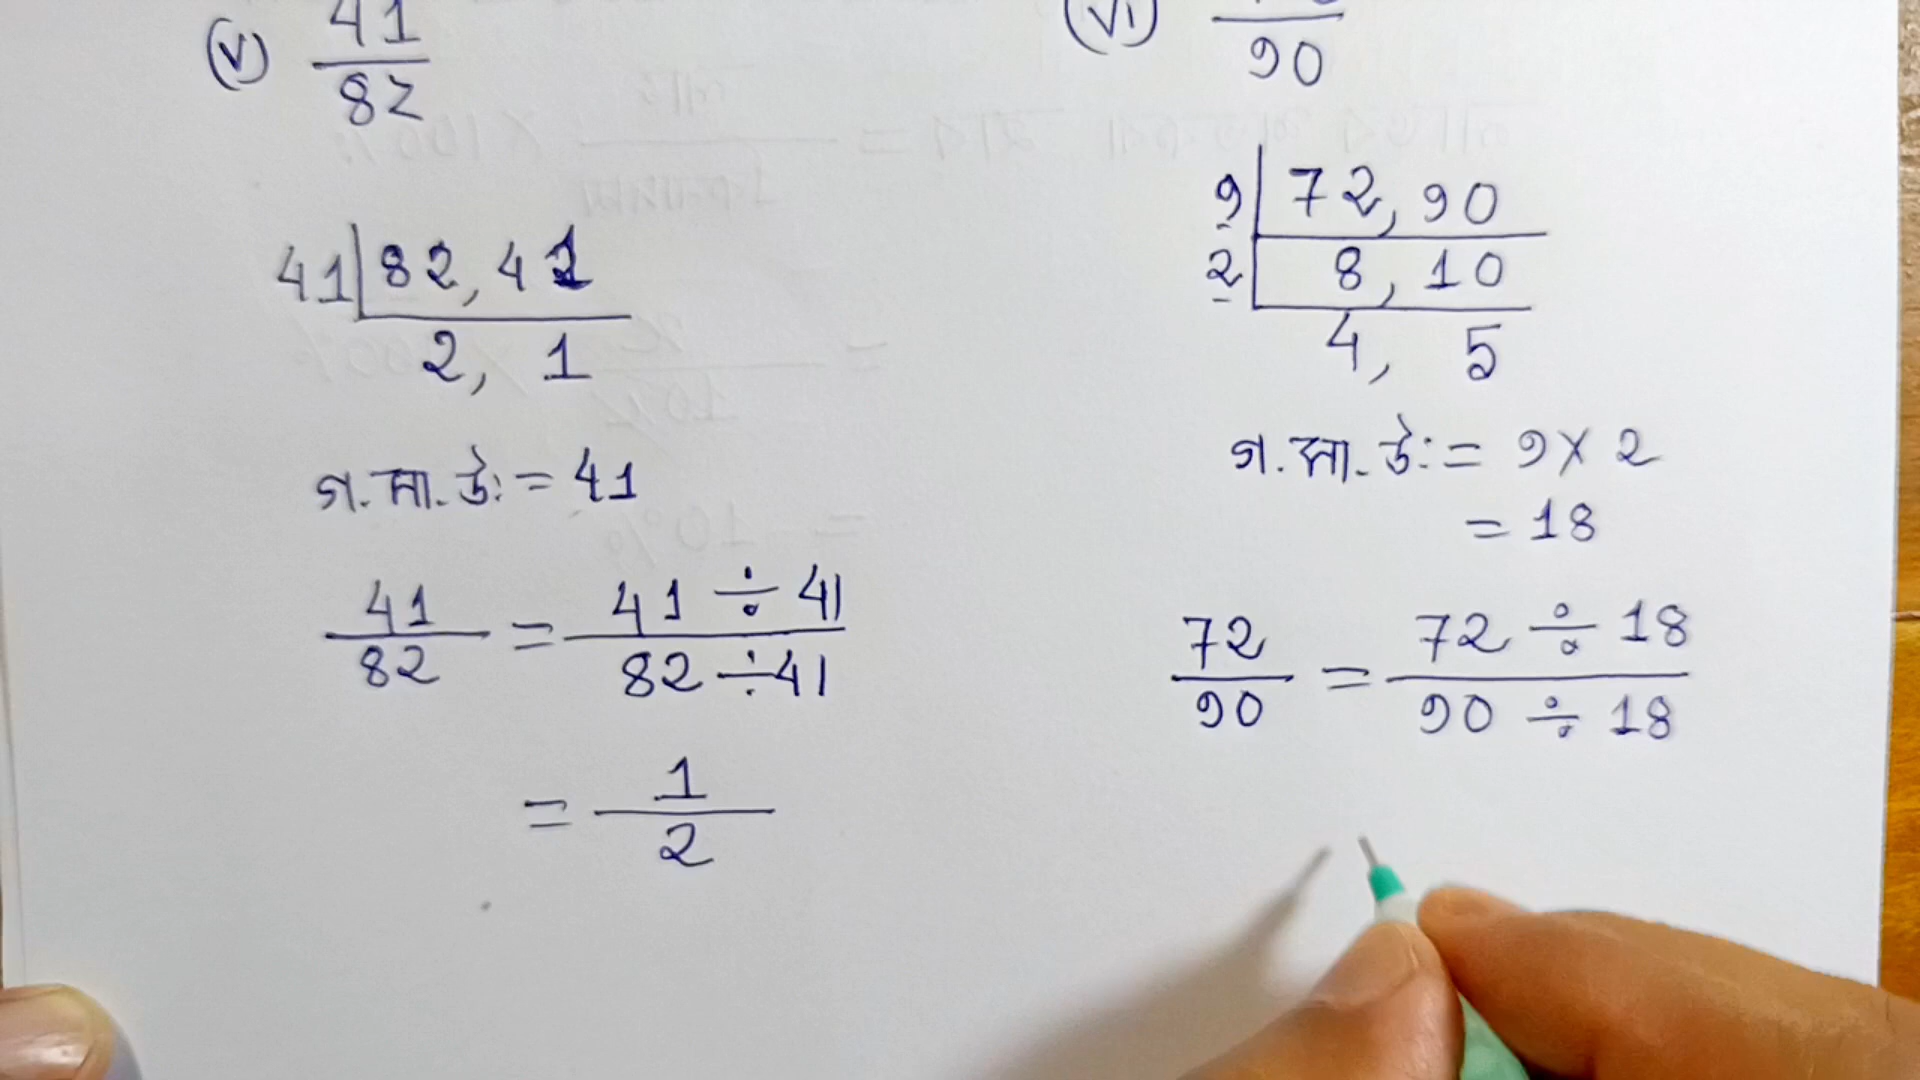 (v) 41/82
41 | 82, 41
2, 1
গ.সা.উঃ = 41
41/82 = 41 ÷ 41 / 82 ÷ 41
= 1/2
(vi) /90
9 | 72, 90
2 | 8, 10
4, 5
গ.সা.উঃ = 9 × 2
= 18
72/90 = 72 ÷ 18 / 90 ÷ 18